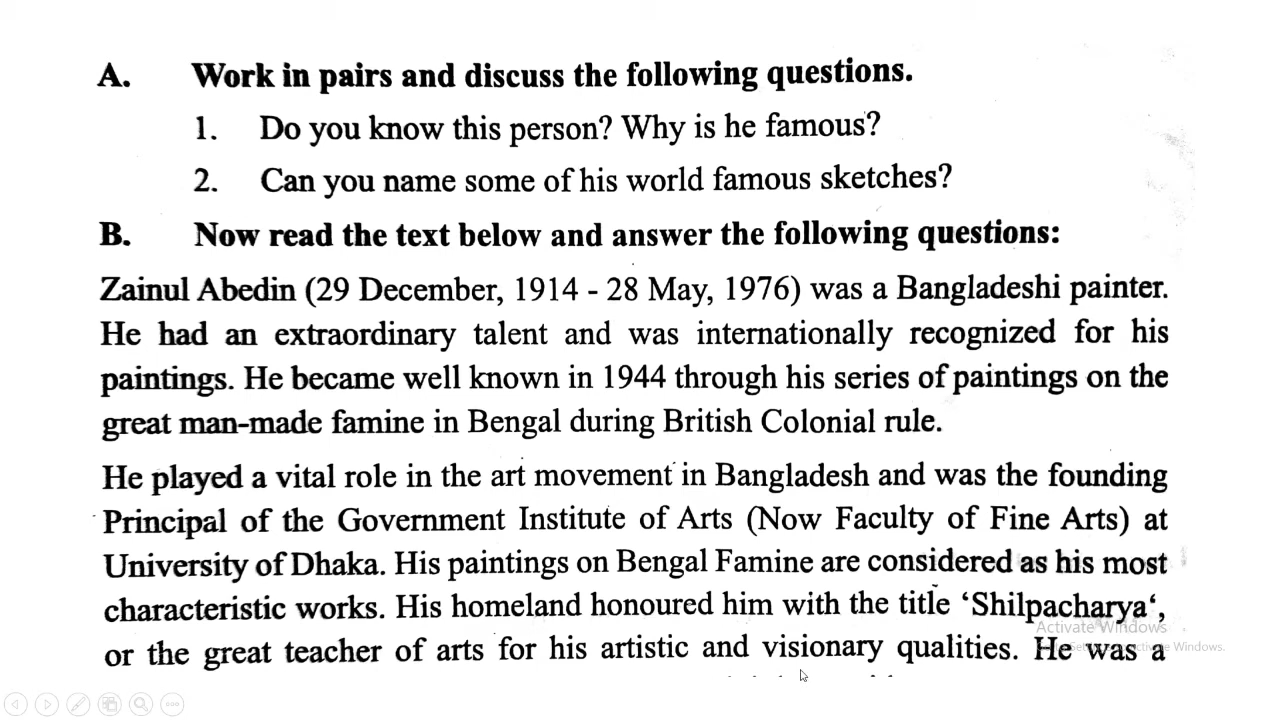 A. Work in pairs and discuss the following questions.
1. Do you know this person? Why is he famous?
2. Can you name some of his world famous sketches?
B. Now read the text below and answer the following questions:
Zainul Abedin (29 December, 1914 - 28 May, 1976) was a Bangladeshi painter.
He had an extraordinary talent and was internationally recognized for his
paintings. He became well known in 1944 through his series of paintings on the
great man-made famine in Bengal during British Colonial rule.
He played a vital role in the art movement in Bangladesh and was the founding
Principal of the Government Institute of Arts (Now Faculty of Fine Arts) at
University of Dhaka. His paintings on Bengal Famine are considered as his most
characteristic works. His homeland honoured him with the title ‘Shilpacharya‘,
Activate Windows
or the great teacher of arts for his artistic and visionary qualities. He was a